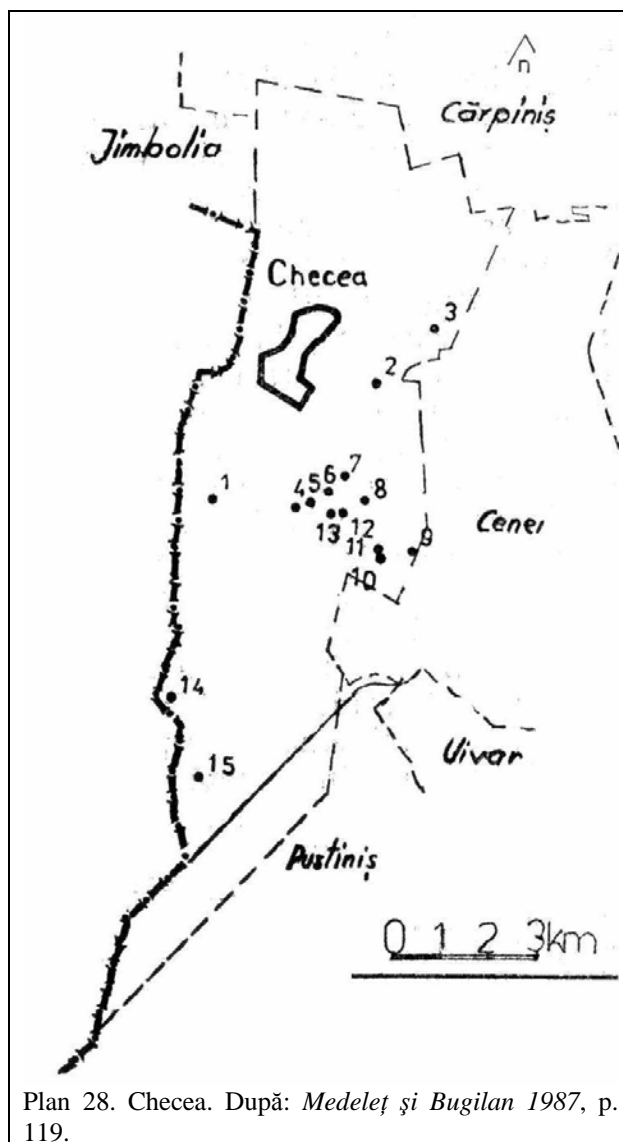 n
Cărpiniș
Jimbolia
Checea
3
2
7
6
5
4
1
8
13
12
11
9
10
Cenei
14
15
Uivar
Pustiniș
0 1 2 3km
Plan 28. Checea. După: Medeleț și Bugilan 1987, p.
119.